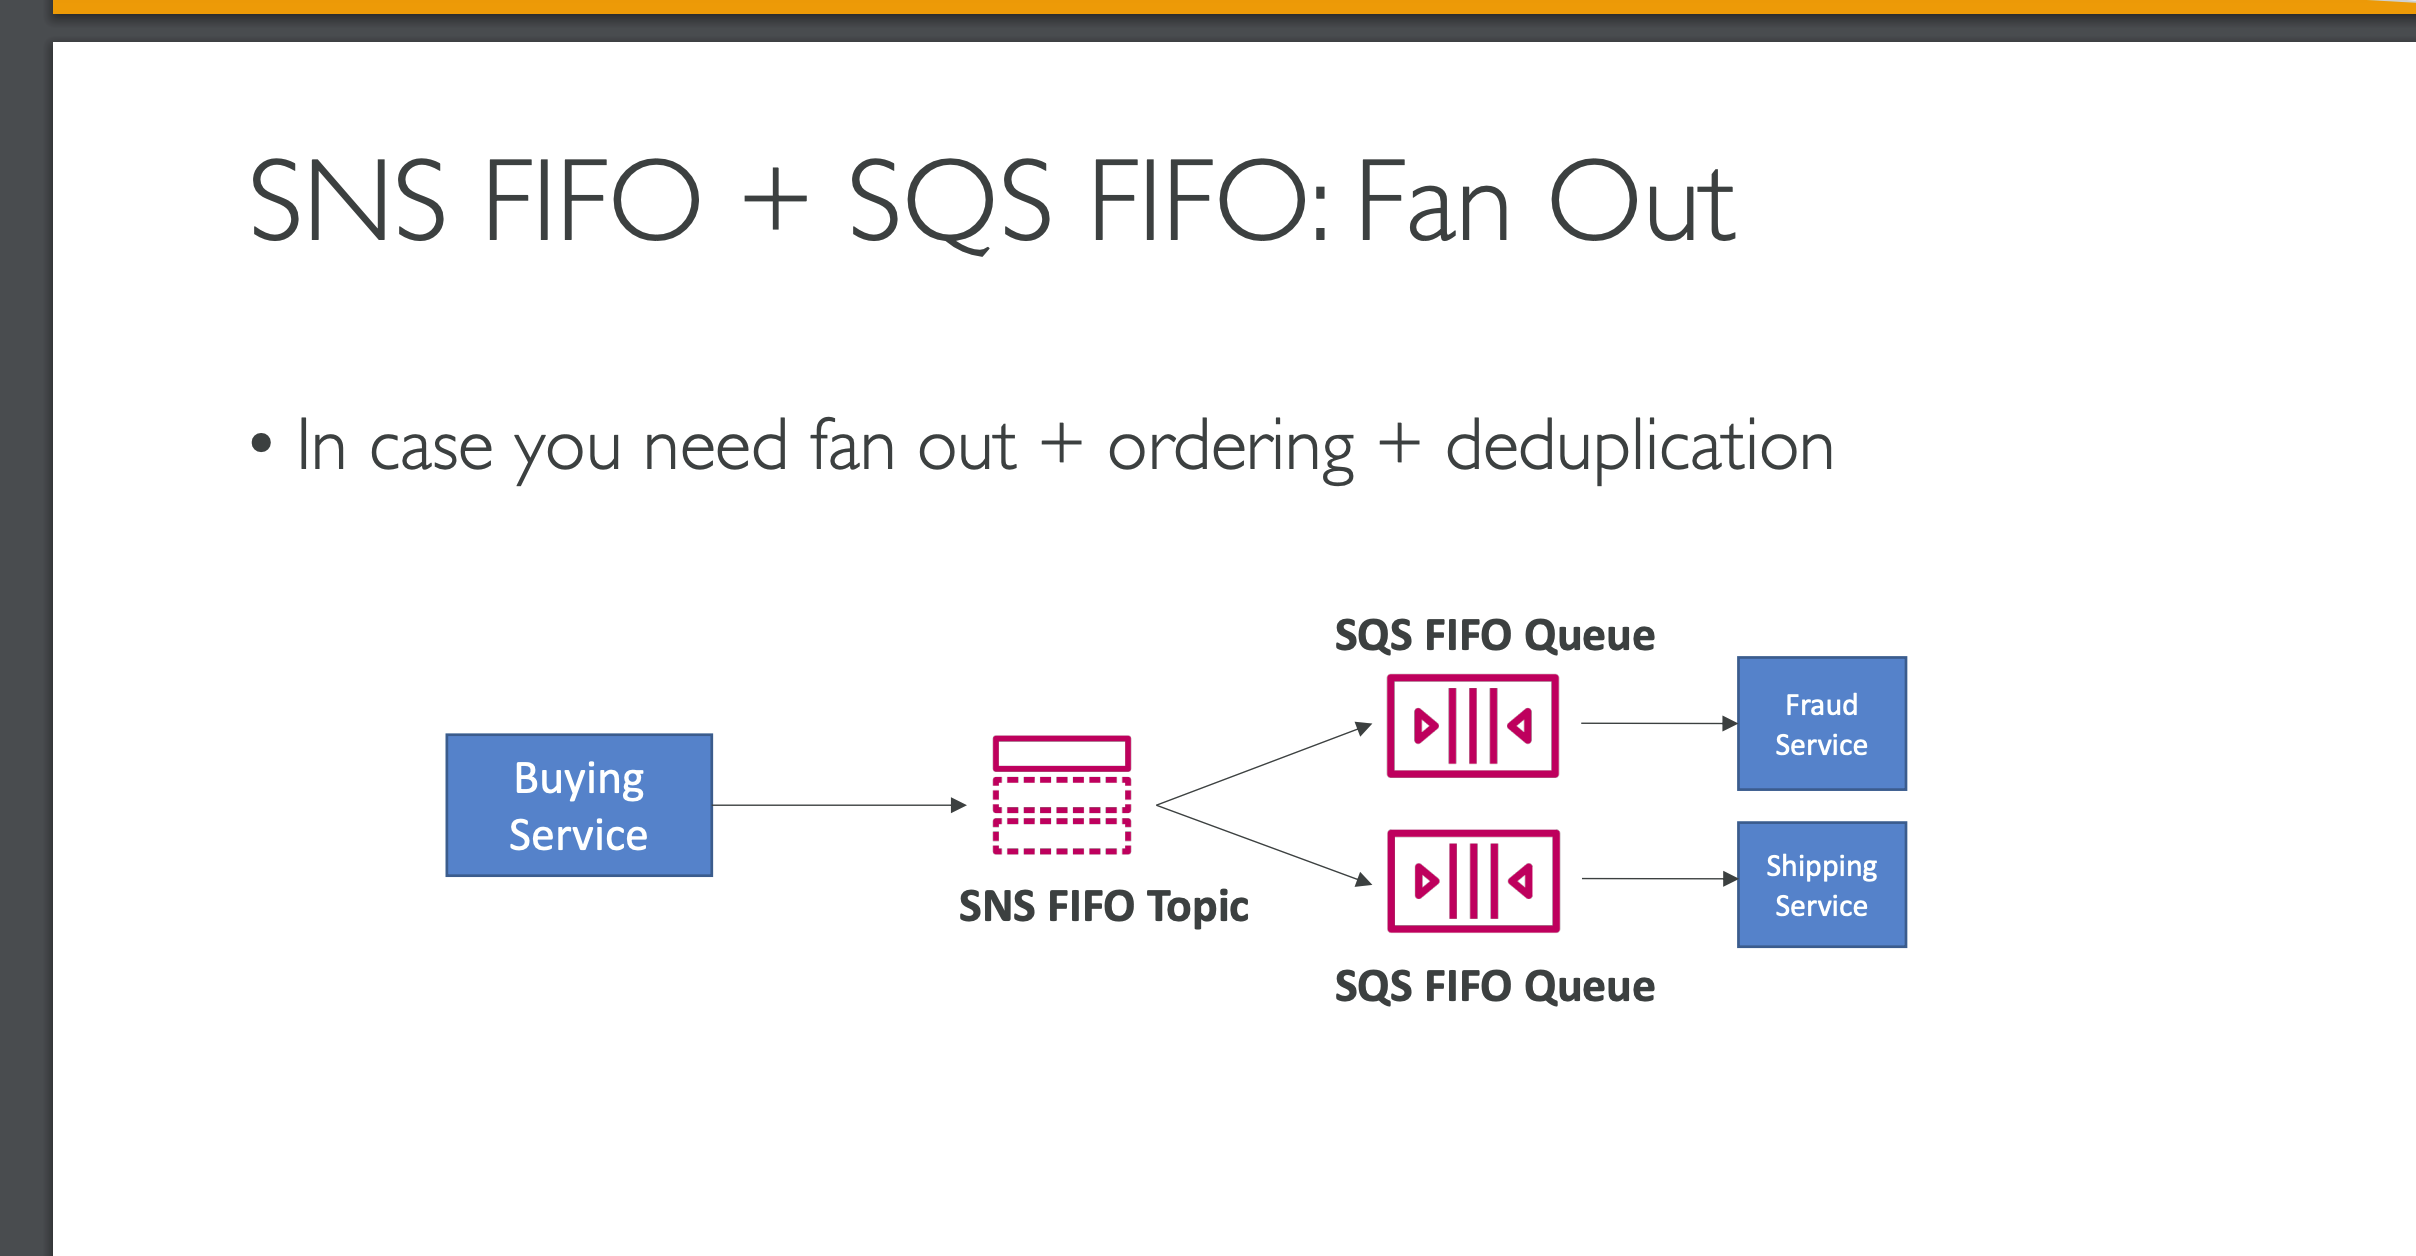 SNS FIFO + SQS FIFO: Fan Out
• In case you need fan out + ordering + deduplication
SQS FIFO Queue
Fraud
Service
Buying
Service
Shipping
Service
SNS FIFO Topic
SQS FIFO Queue